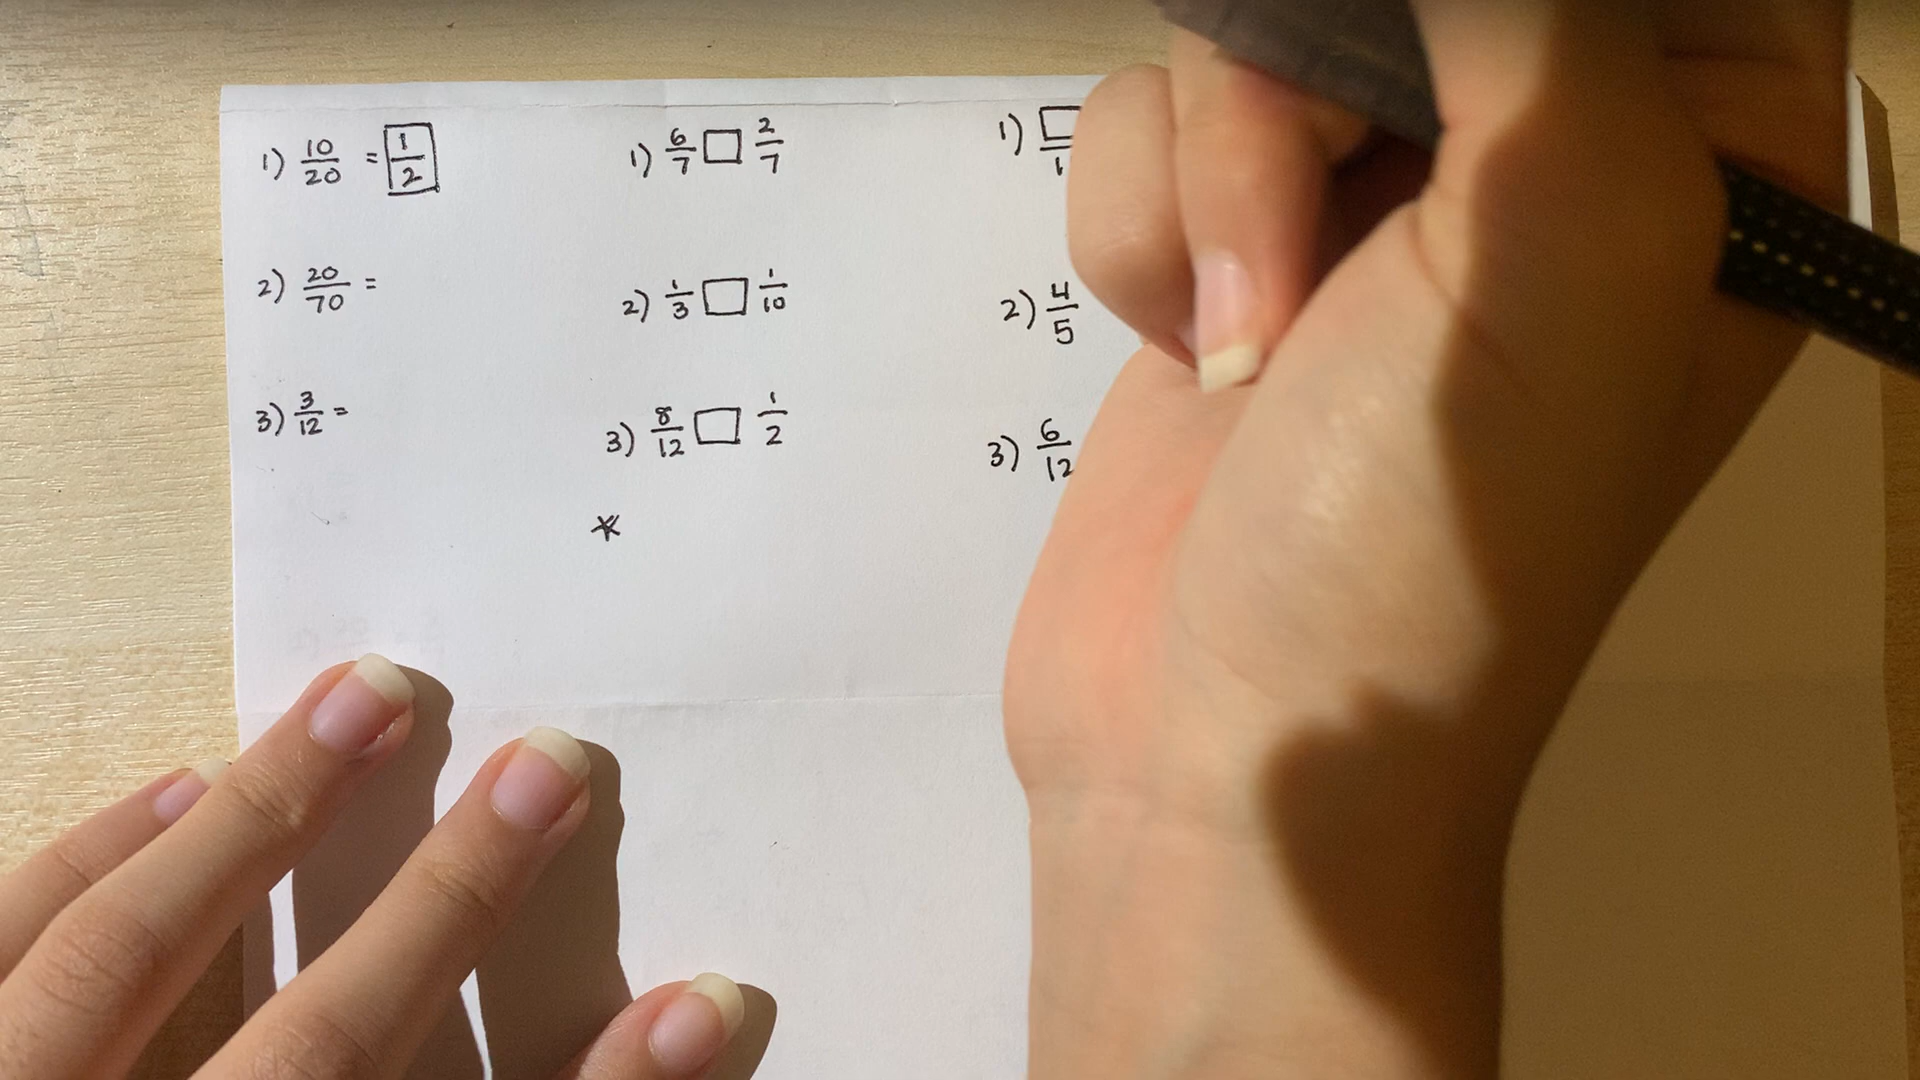 1) 10/20 = 1/2
2) 20/70 =
3) 3/12 =
1) 6/7 □ 2/7
2) 1/3 □ 1/10
3) 8/12 □ 1/2
*
1) □/1
2) 4/5
3) 6/12